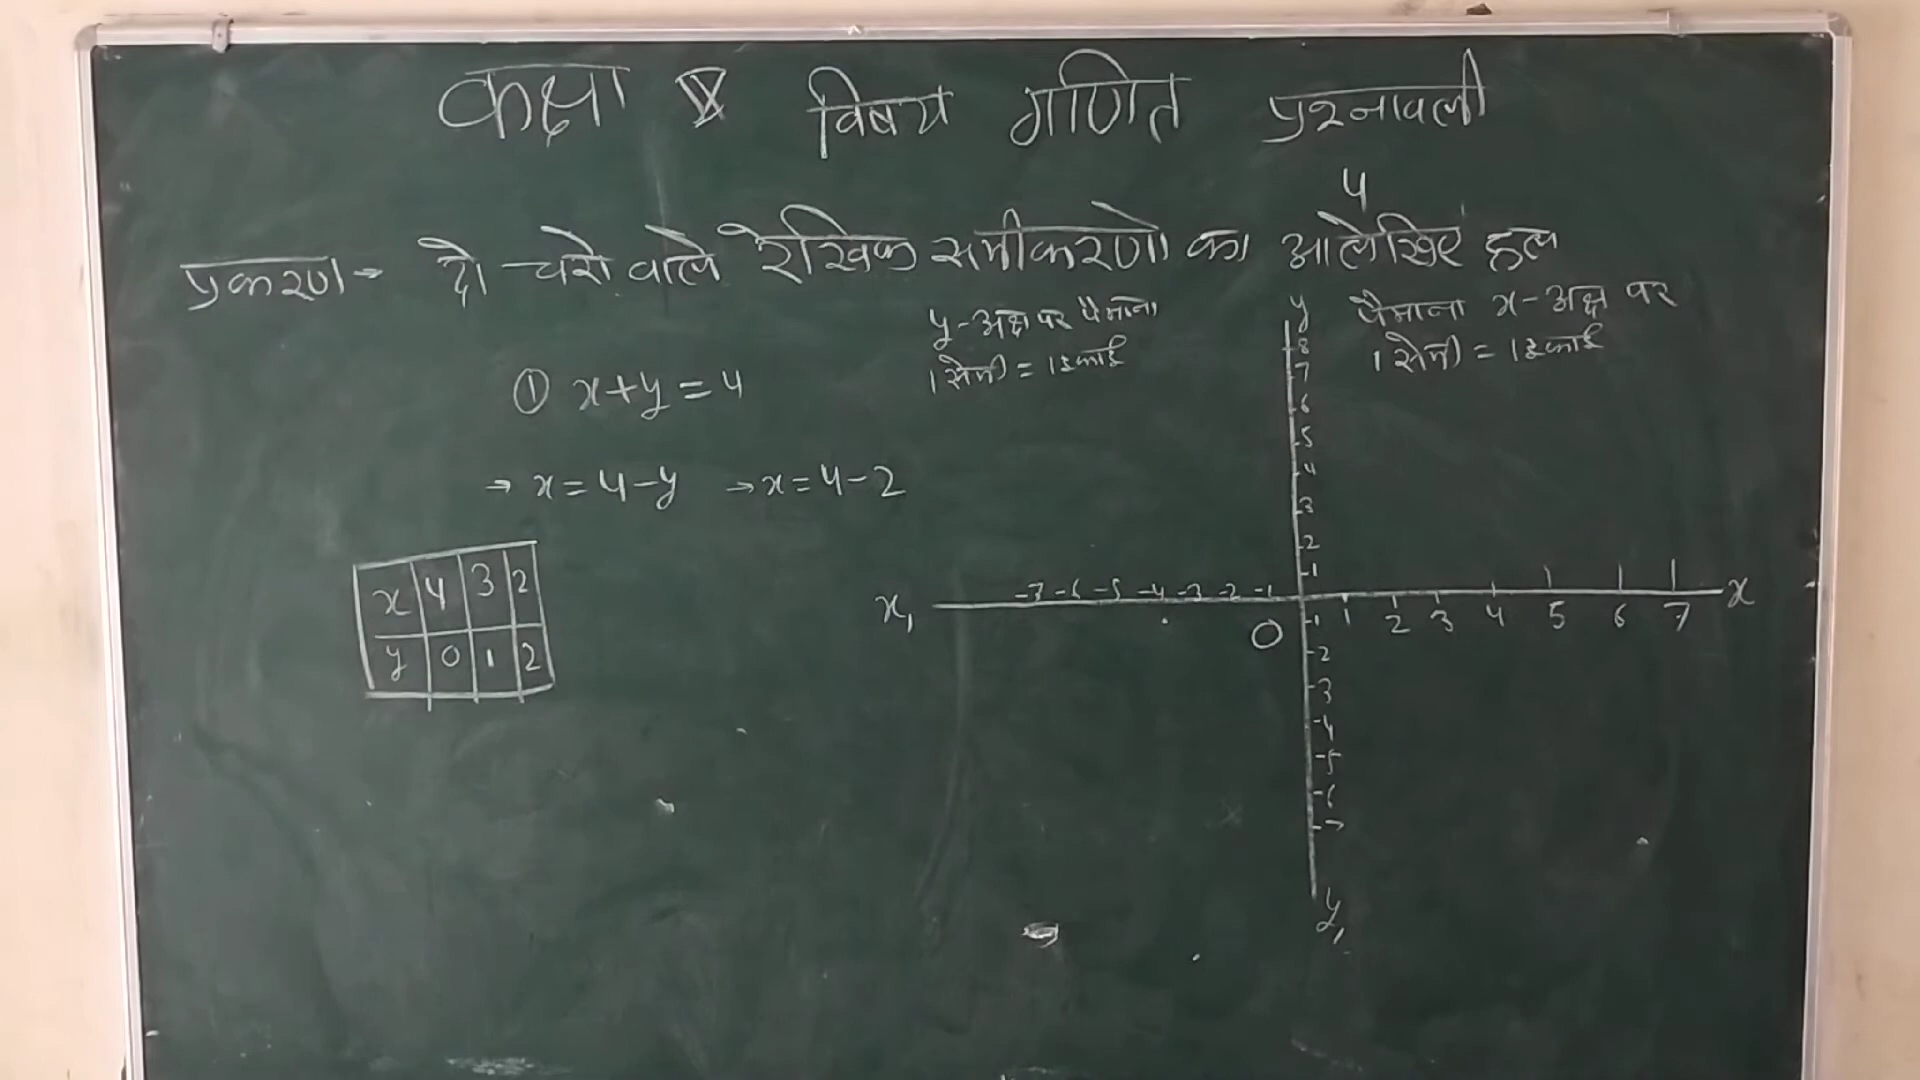 कक्षा X विषय गणित प्रश्नावली
4
प्रकरण → दो चरो वाले रेखिक समीकरणो का आलेखिए हल
y-अक्ष पर पैमाना
1 सेमी = 1 इकाई
पैमाना x-अक्ष पर
1 सेमी = 1 इकाई
① x+y=4
→ x=4-y → x=4-2
x 4 3 2
y 0 1 2
y
8
7
6
5
4
3
2
1
x₁ -7 -6 -5 -4 -3 -2 -1 x
0 1 2 3 4 5 6 7
-1
-2
-3
-4
-5
-6
-7
y₁